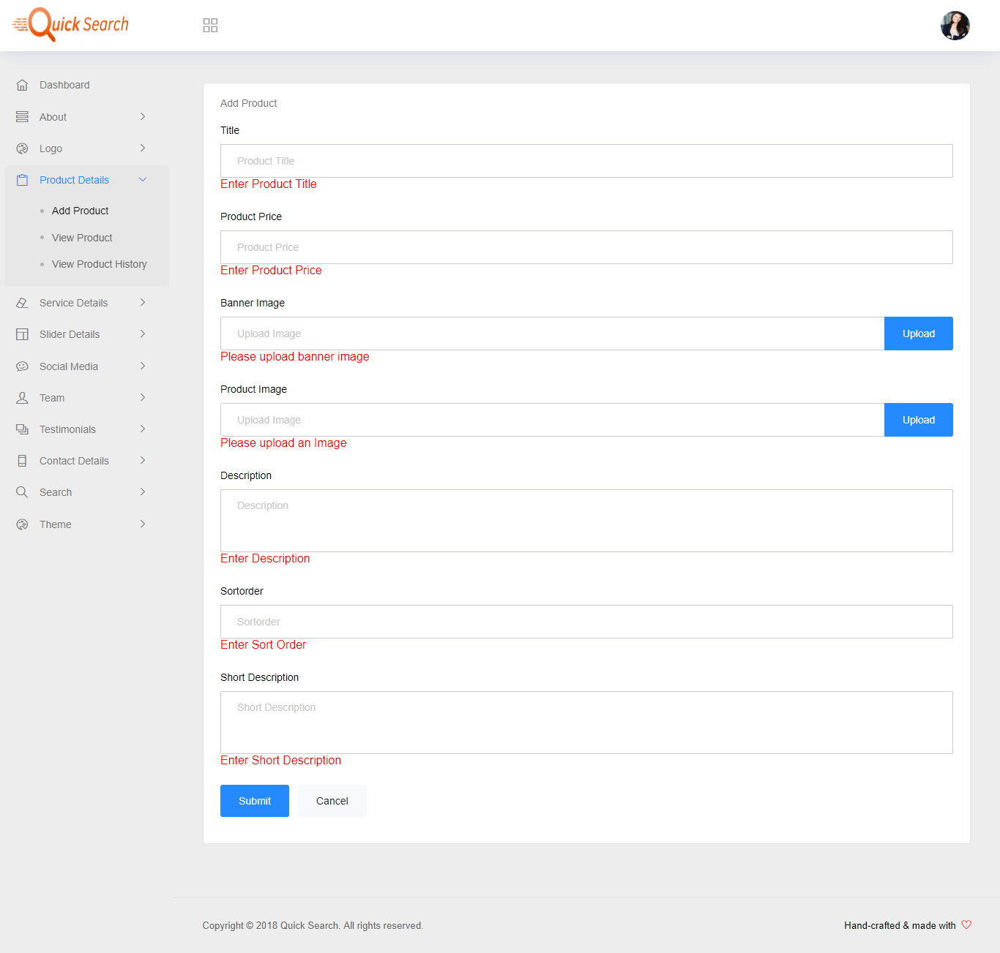 Quick Search
Dashboard
About
Logo
Product Details
Add Product
View Product
View Product History
Service Details
Slider Details
Social Media
Team
Testimonials
Contact Details
Search
Theme
Add Product
Title
Product Title
Enter Product Title
Product Price
Product Price
Enter Product Price
Banner Image
Upload Image Upload
Please upload banner image
Product Image
Upload Image Upload
Please upload an Image
Description
Description
Enter Description
Sortorder
Sortorder
Enter Sort Order
Short Description
Short Description
Enter Short Description
Submit Cancel
Copyright © 2018 Quick Search. All rights reserved. Hand-crafted & made with